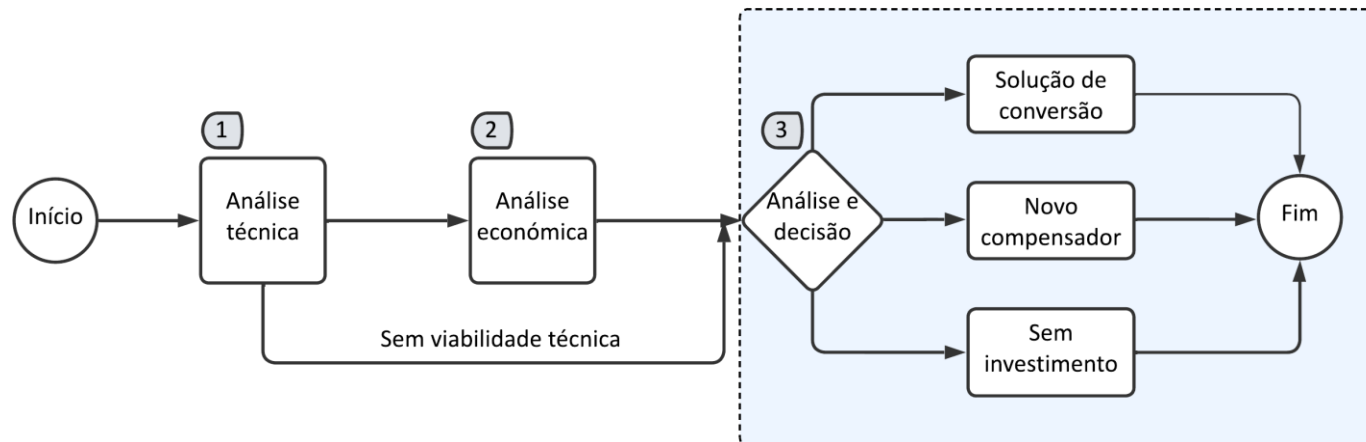 Início
1
Análise
técnica
2
Análise
económica
Sem viabilidade técnica
3
Análise e
decisão
Solução de
conversão
Novo
compensador
Sem
investimento
Fim